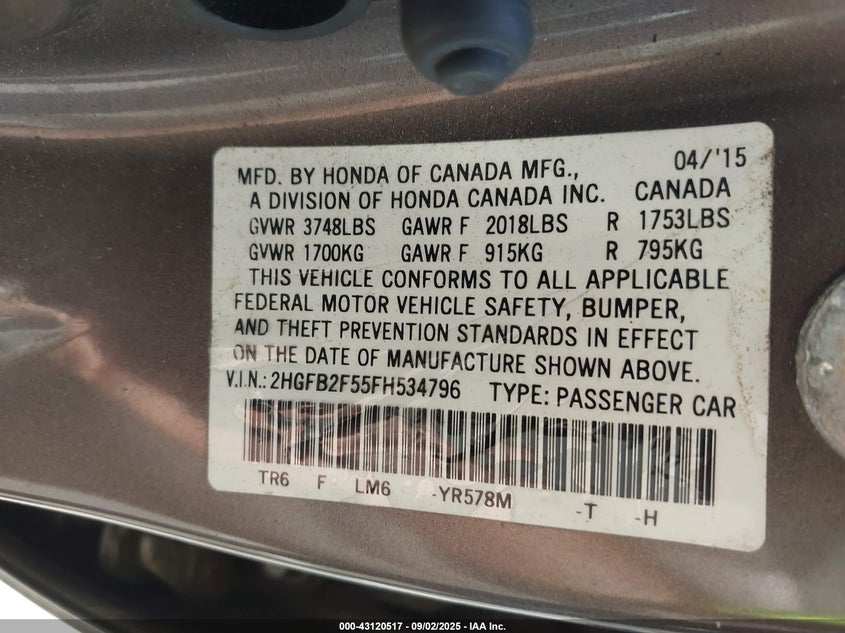 04/'15
MFD. BY HONDA OF CANADA MFG.,
A DIVISION OF HONDA CANADA INC. CANADA
GVWR 3748LBS GAWR F 2018LBS R 1753LBS
GVWR 1700KG GAWR F 915KG R 795KG
THIS VEHICLE CONFORMS TO ALL APPLICABLE
FEDERAL MOTOR VEHICLE SAFETY, BUMPER,
AND THEFT PREVENTION STANDARDS IN EFFECT
ON THE DATE OF MANUFACTURE SHOWN ABOVE.
V.I.N.: 2HGFB2F55FH534796 TYPE: PASSENGER CAR
TR6 F LM6 -YR578M -T -H
000-43120517 - 09/02/2025 - IAA Inc.